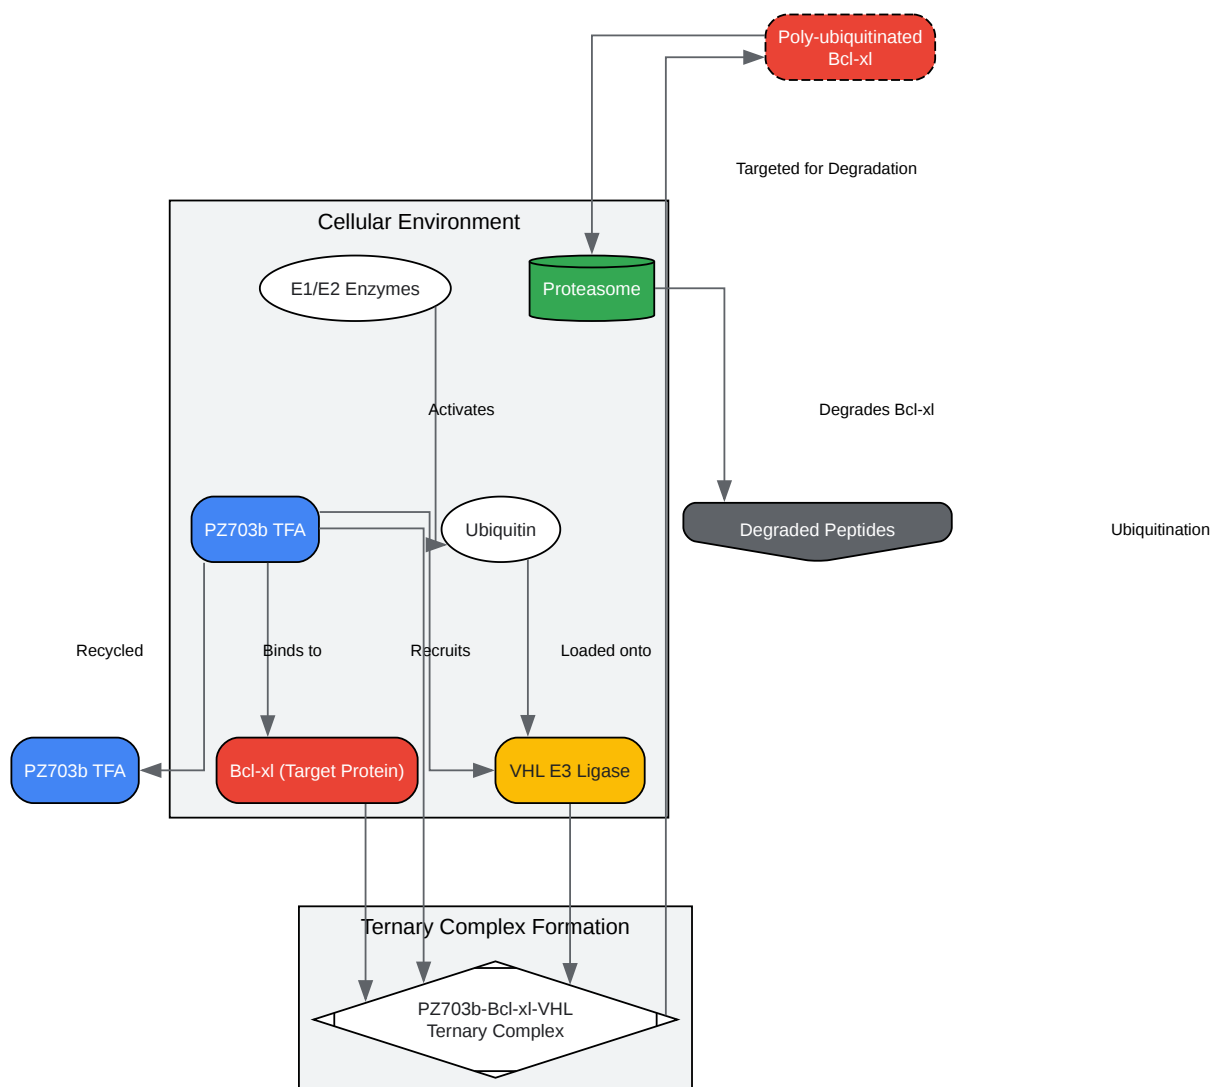 Poly-ubiquitinated
Bcl-xl
Targeted for Degradation
Cellular Environment
E1/E2 Enzymes
Proteasome
Activates
Degrades Bcl-xl
PZ703b TFA
Ubiquitin
Degraded Peptides
Ubiquitination
Recycled
Binds to
Recruits
Loaded onto
PZ703b TFA
Bcl-xl (Target Protein)
VHL E3 Ligase
Ternary Complex Formation
PZ703b-Bcl-xl-VHL
Ternary Complex